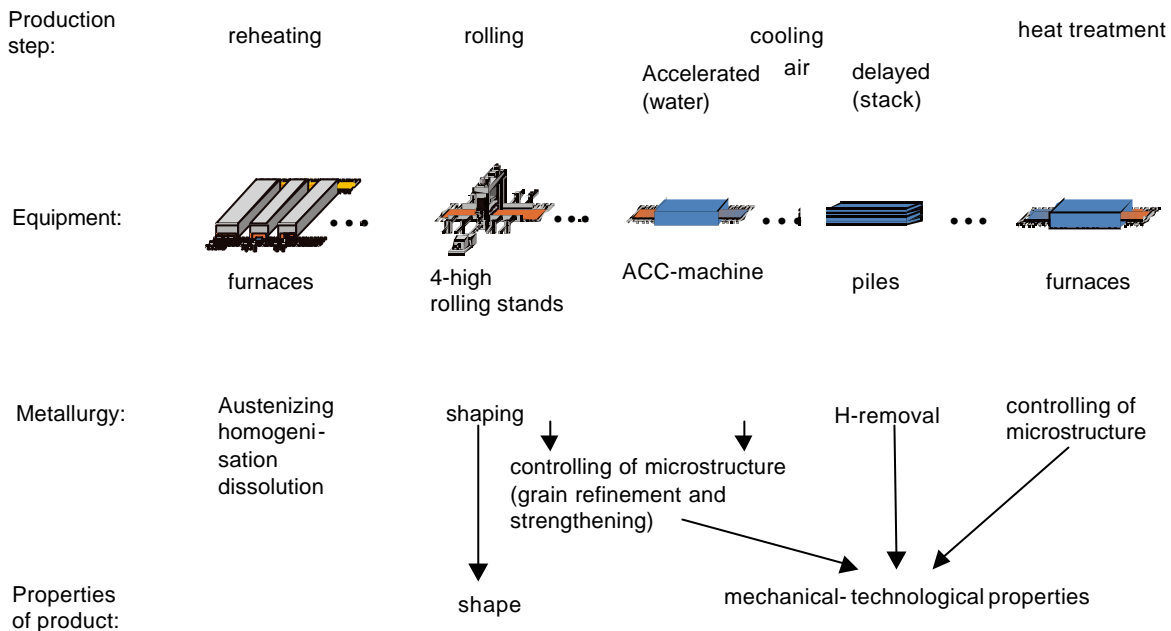 Production
step:
reheating
rolling
cooling
heat treatment
air
Accelerated
(water)
delayed
(stack)
Equipment:
furnaces
4-high
rolling stands
ACC-machine
piles
furnaces
Metallurgy:
Austenizing
homogeni-
sation
dissolution
shaping
controlling of microstructure
(grain refinement and
strengthening)
H-removal
controlling of
microstructure
Properties
of product:
shape
mechanical- technological properties